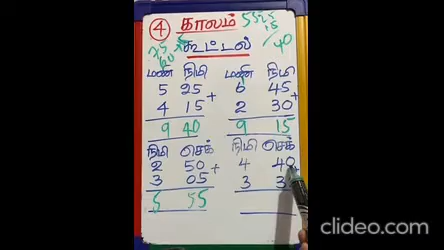 4 காலம்
கூட்டல்
மணி நிமி மணி நிமி
5 25 + 6 45 +
4 15 2 30
9 40 9 15
நிமி செக் நிமி செக்
2 50 + 4 40
3 05 3
5 55
clideo.com